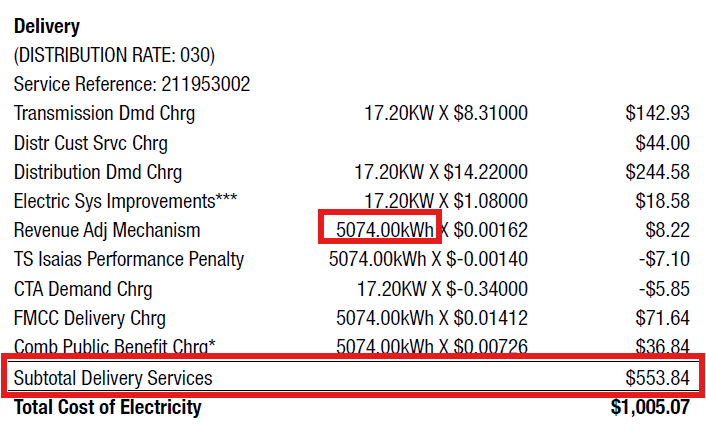 Delivery
(DISTRIBUTION RATE: 030)
Service Reference: 211953002
Transmission Dmd Chrg 17.20KW X $8.31000 $142.93
Distr Cust Srvc Chrg $44.00
Distribution Dmd Chrg 17.20KW X $14.22000 $244.58
Electric Sys Improvements*** 17.20KW X $1.08000 $18.58
Revenue Adj Mechanism 5074.00kWh X $0.00162 $8.22
TS Isaias Performance Penalty 5074.00kWh X $-0.00140 -$7.10
CTA Demand Chrg 17.20KW X $-0.34000 -$5.85
FMCC Delivery Chrg 5074.00kWh X $0.01412 $71.64
Comb Public Benefit Chrg* 5074.00kWh X $0.00726 $36.84
Subtotal Delivery Services $553.84
Total Cost of Electricity $1,005.07